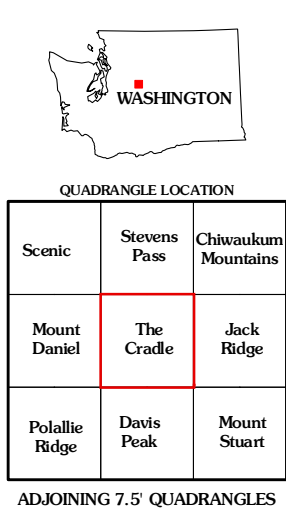 WASHINGTON
QUADRANGLE LOCATION
Scenic
Stevens
Pass
Chiwaukum
Mountains
Mount
Daniel
The
Cradle
Jack
Ridge
Polallie
Ridge
Davis
Peak
Mount
Stuart
ADJOINING 7.5' QUADRANGLES